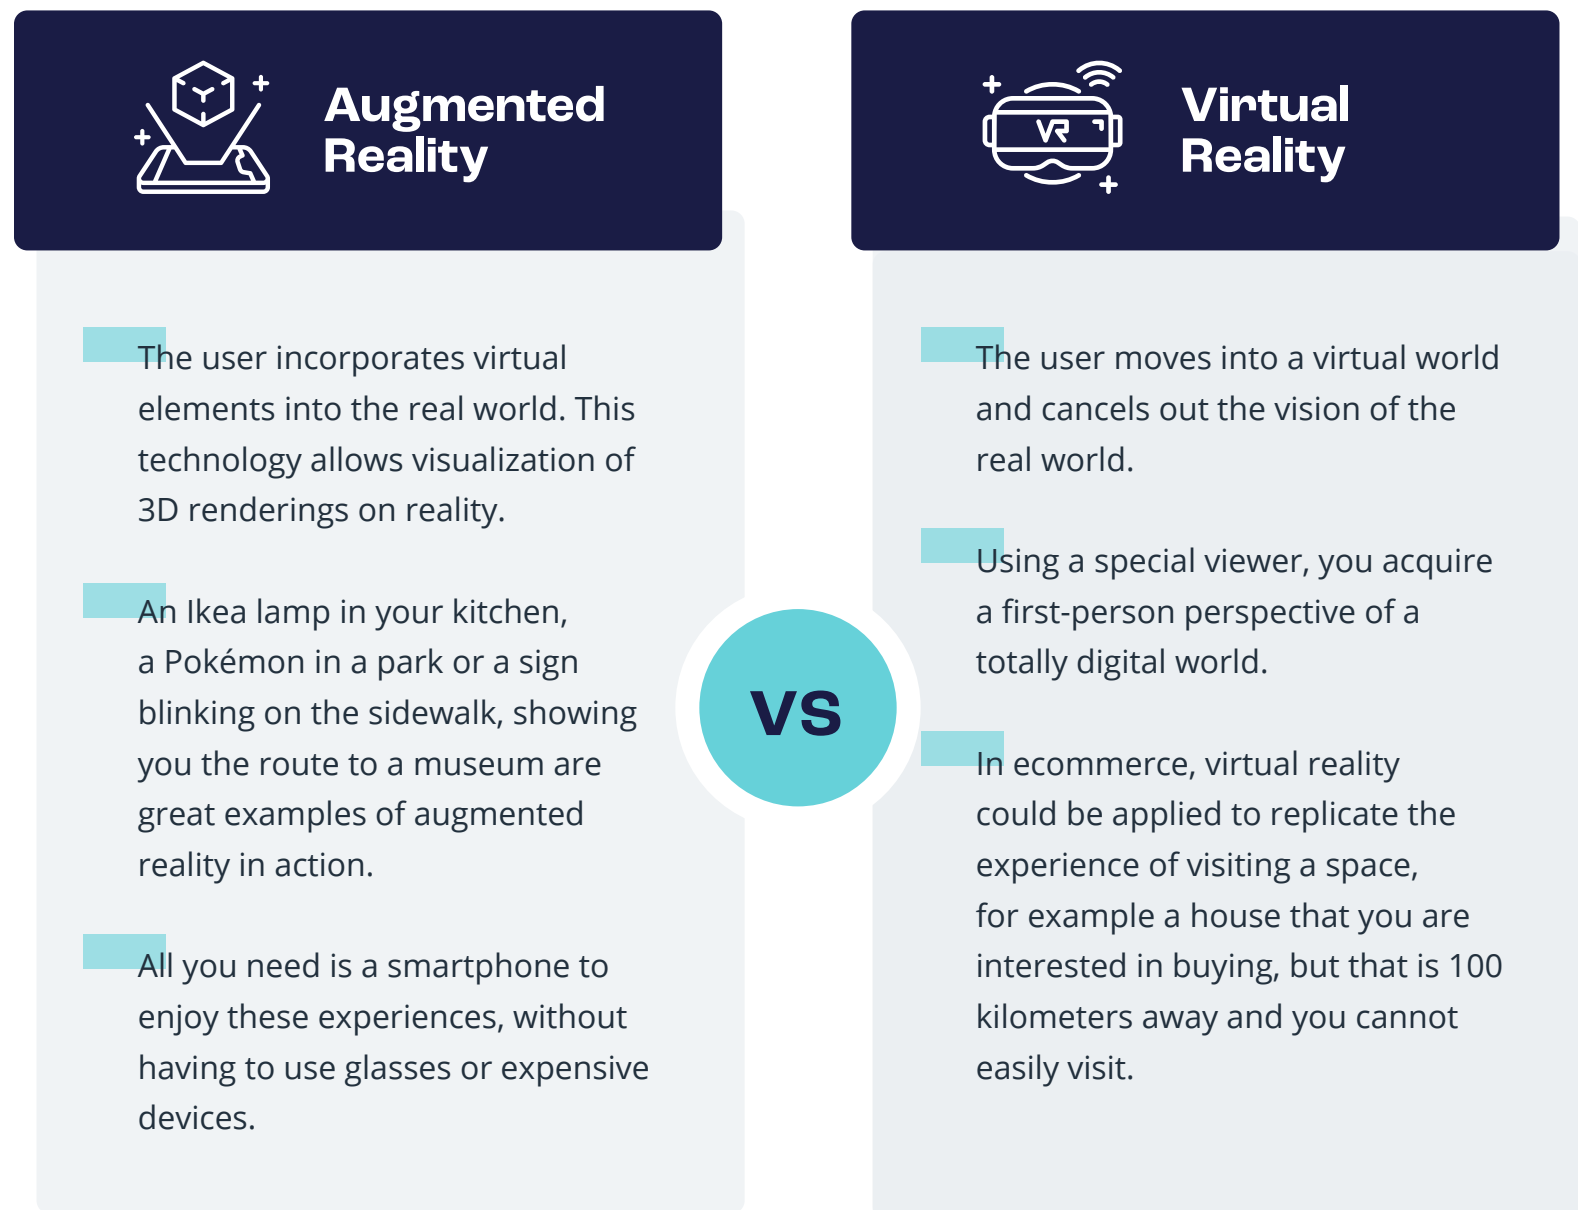 Augmented
Reality
The user incorporates virtual
elements into the real world. This
technology allows visualization of
3D renderings on reality.
An Ikea lamp in your kitchen,
a Pokémon in a park or a sign
blinking on the sidewalk, showing
you the route to a museum are
great examples of augmented
reality in action.
All you need is a smartphone to
enjoy these experiences, without
having to use glasses or expensive
devices.
VS
VR
Virtual
Reality
The user moves into a virtual world
and cancels out the vision of the
real world.
Using a special viewer, you acquire
a first-person perspective of a
totally digital world.
In ecommerce, virtual reality
could be applied to replicate the
experience of visiting a space,
for example a house that you are
interested in buying, but that is 100
kilometers away and you cannot
easily visit.